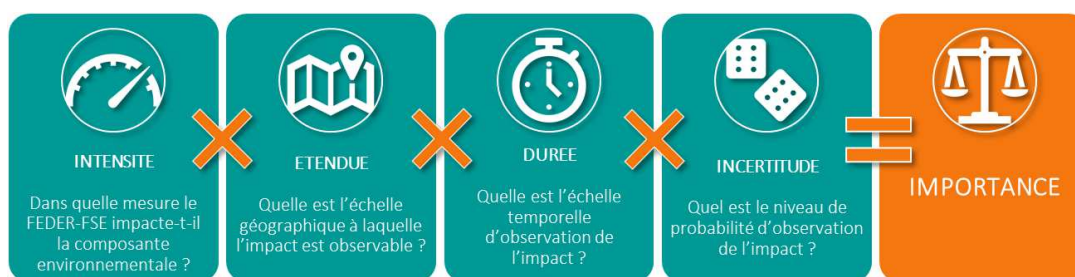 INTENSITE
Dans quelle mesure le
FEDER-FSE impacte-t-il
la composante
environnementale ?
ETENDUE
Quelle est l'échelle
géographique à laquelle
l'impact est observable ?
DUREE
Quelle est l'échelle
temporelle
d'observation de
l'impact ?
INCERTITUDE
Quel est le niveau de
probabilité d'observation
de l'impact ?
IMPORTANCE